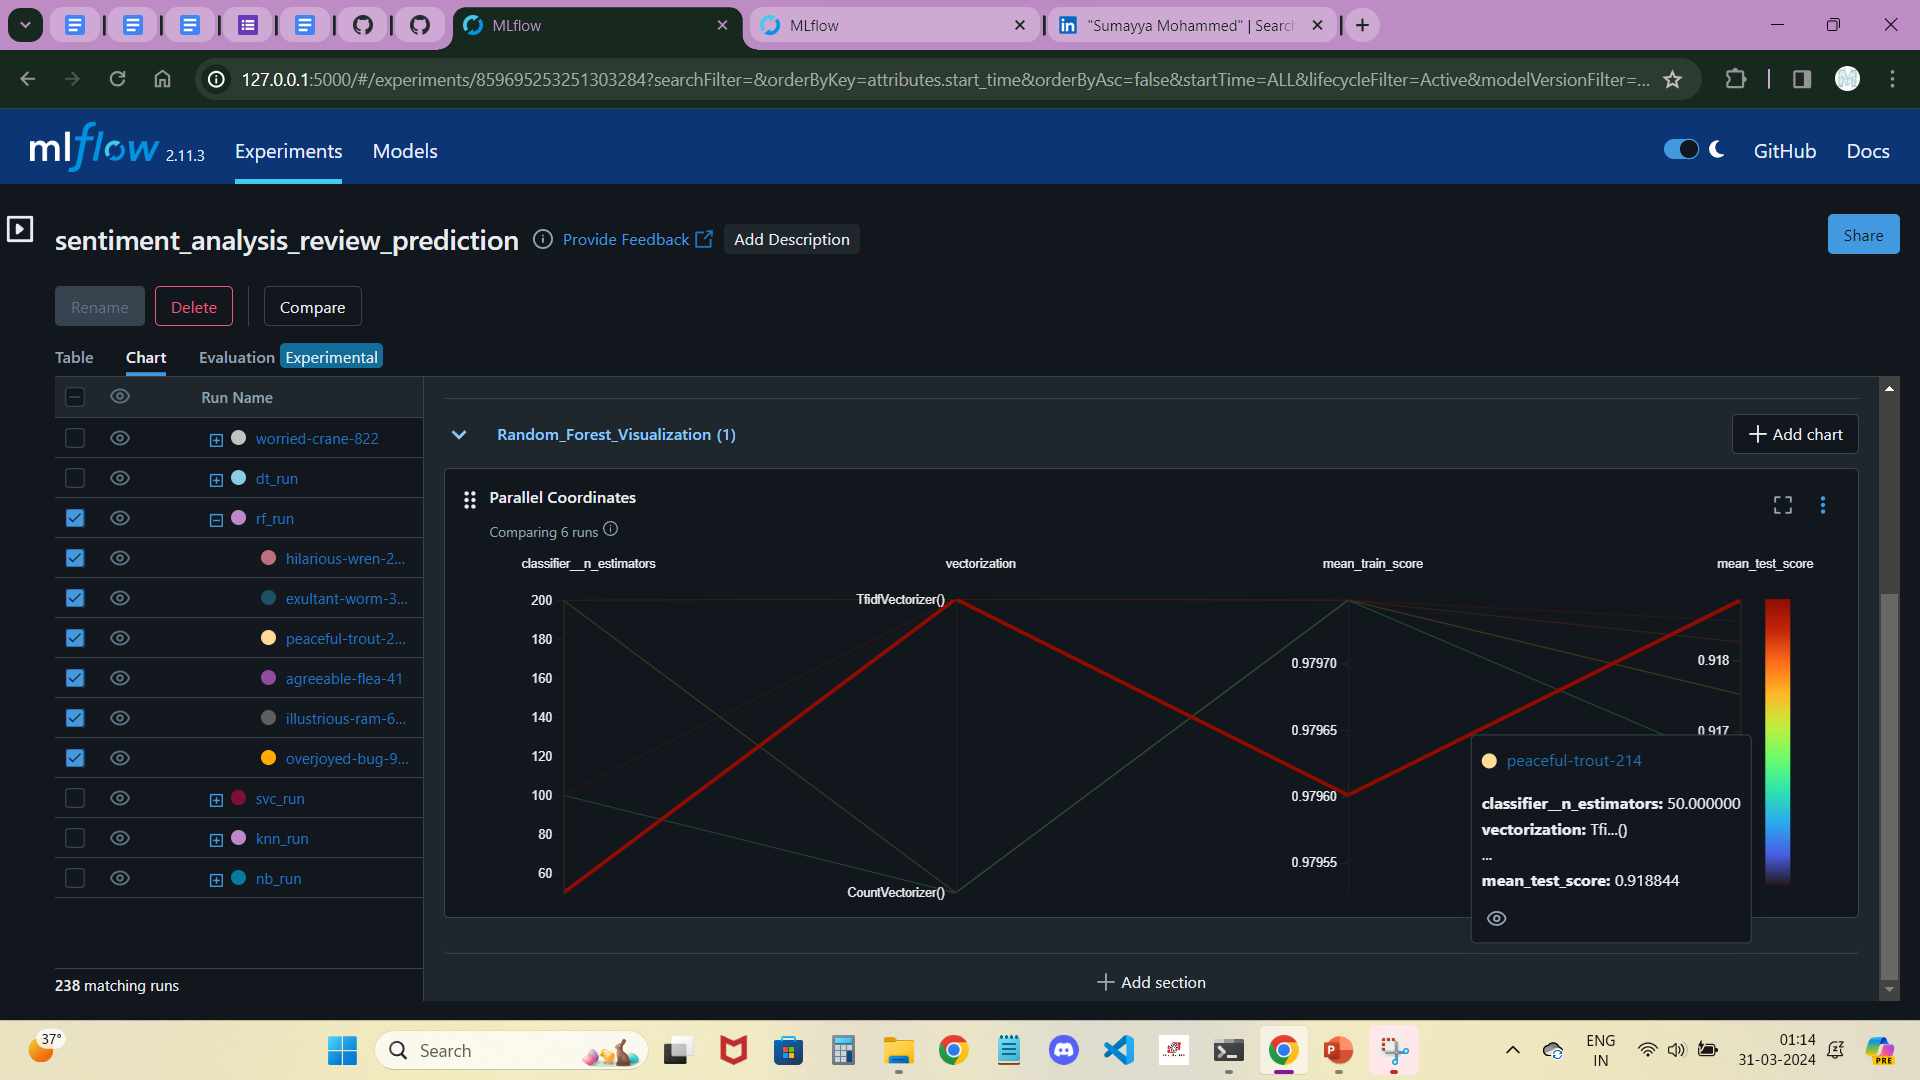 MLflow
MLflow
"Sumayya Mohammed" | Search
127.0.0.1:5000/#/experiments/859695253251303284?searchFilter=&orderByKey=attributes.start_time&orderByAsc=false&startTime=ALL&lifecycleFilter=Active&modelVersionFilter=...
mlflow 2.11.3
Experiments
Models
GitHub
Docs
sentiment_analysis_review_prediction
Provide Feedback
Add Description
Share
Rename
Delete
Compare
Table
Chart
Evaluation
Experimental
Run Name
worried-crane-822
dt_run
rf_run
hilarious-wren-2...
exultant-worm-3...
peaceful-trout-2...
agreeable-flea-41
illustrious-ram-6...
overjoyed-bug-9...
svc_run
knn_run
nb_run
238 matching runs
Random_Forest_Visualization (1)
Add chart
Parallel Coordinates
Comparing 6 runs
classifier__n_estimators
vectorization
mean_train_score
mean_test_score
200
180
160
140
120
100
80
60
TfidfVectorizer()
CountVectorizer()
0.97970
0.97965
0.97960
0.97955
0.918
0.917
peaceful-trout-214
classifier__n_estimators: 50.000000
vectorization: Tfi...()
...
mean_test_score: 0.918844
Add section
37°
Search
ENG
IN
01:14
31-03-2024
PRE